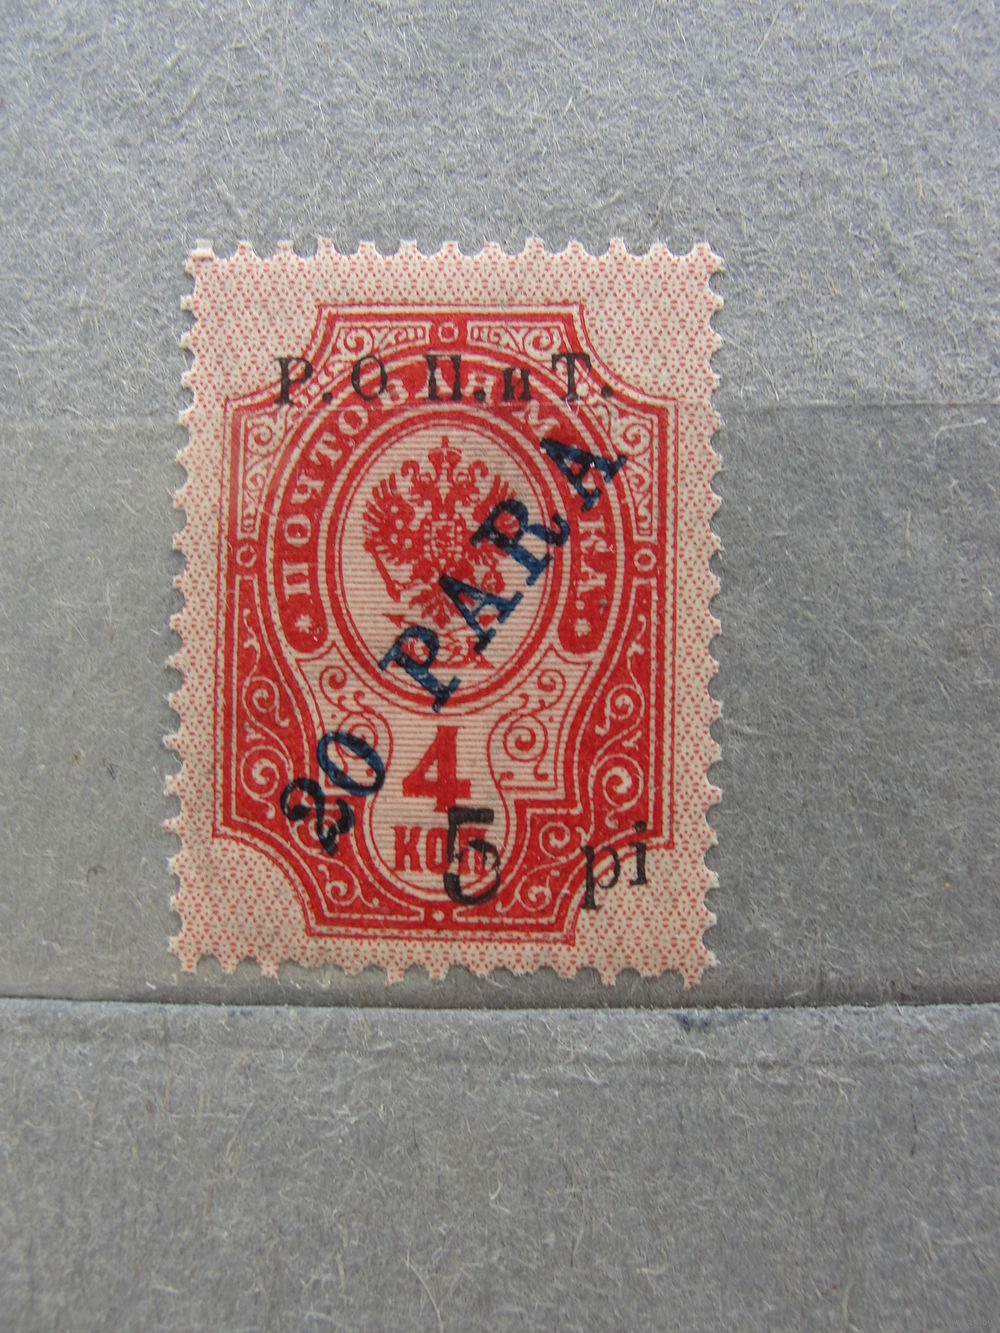 Р.О.П.иТ.
ПОЧТОВАЯ МАРКА.
20 PARA
4
КОП
5 pi